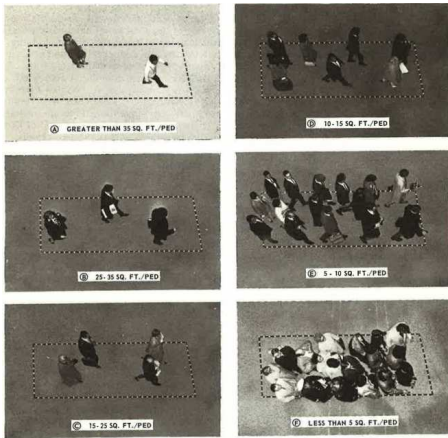 Ⓐ GREATER THAN 35 SQ. FT./PED
Ⓓ 10-15 SQ. FT./PED
Ⓑ 25-35 SQ. FT./PED
Ⓔ 5-10 SQ. FT./PED
Ⓒ 15-25 SQ. FT./PED
Ⓕ LESS THAN 5 SQ. FT./PED